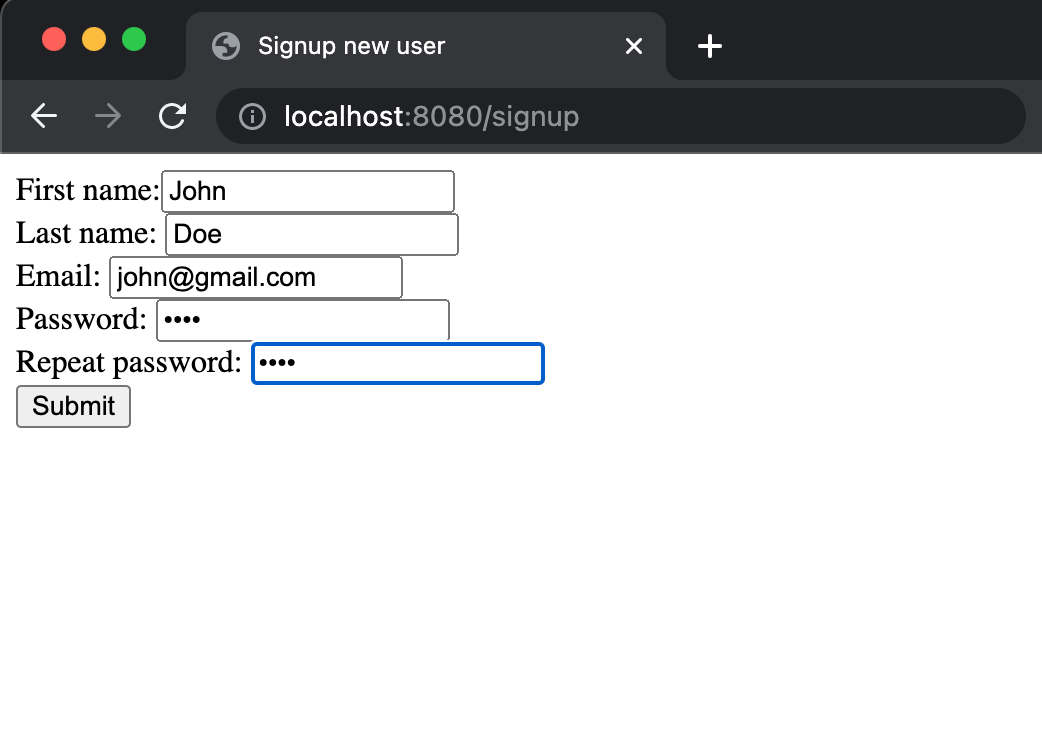 Signup new user
localhost:8080/signup
First name: John
Last name: Doe
Email: john@gmail.com
Password: ••••
Repeat password: ••••
Submit